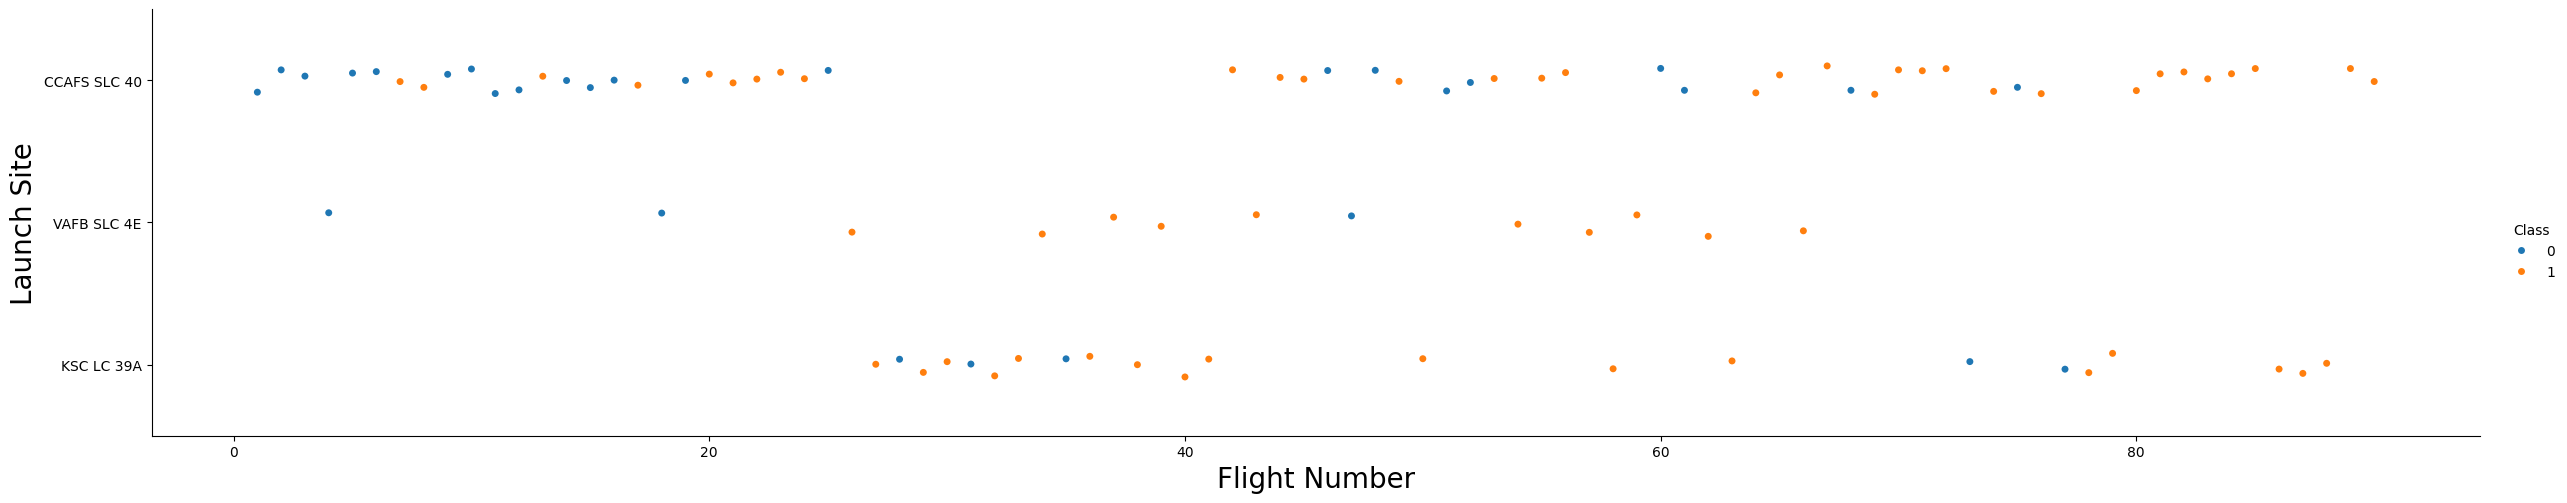 Launch Site
CCAFS SLC 40
VAFB SLC 4E
KSC LC 39A
0 20 40 60 80
Flight Number
Class
0
1